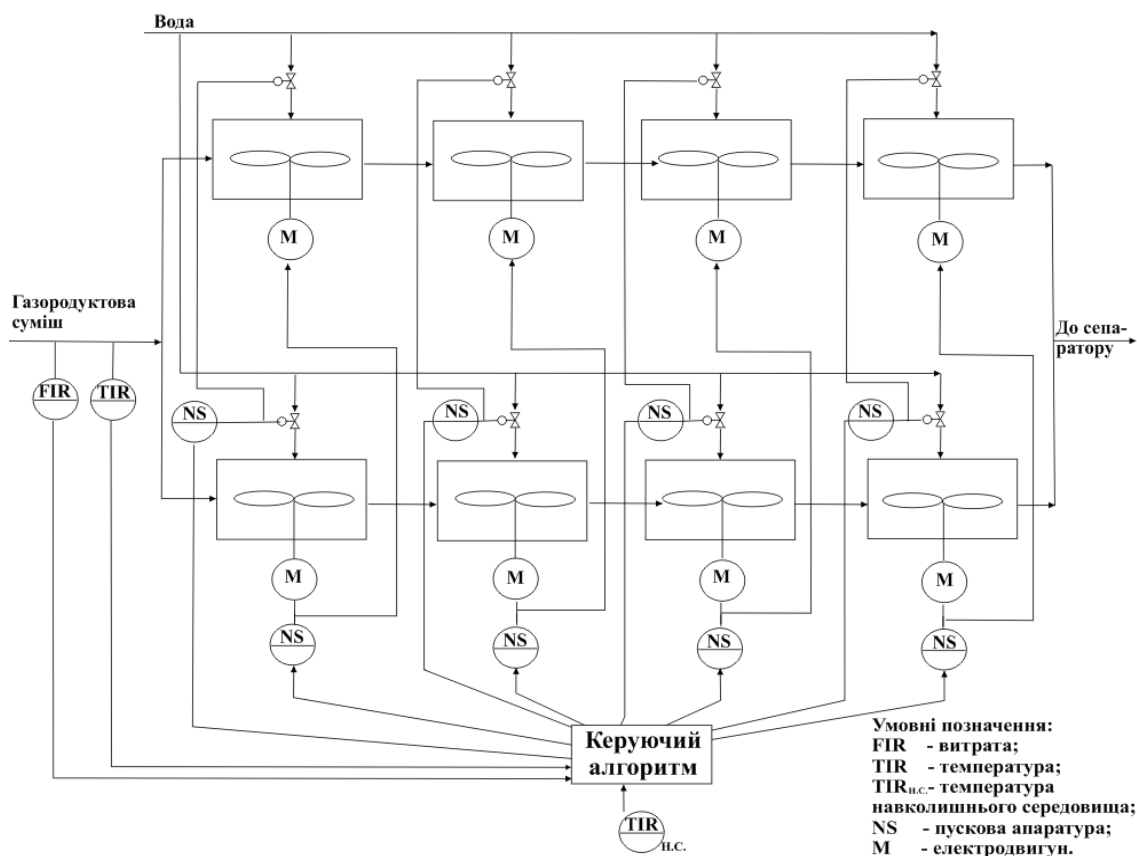 Вода
M
M
M
M
Газородуктова
суміш
До сепа-
ратору
FIR
TIR
NS
NS
NS
NS
M
M
M
M
NS
NS
NS
NS
Керуючий
алгоритм
TIR Н.С.
Умовні позначення:
FIR - витрата;
TIR - температура;
TIRН.С.- температура
навколишнього середовища;
NS - пускова апаратура;
M - електродвигун.